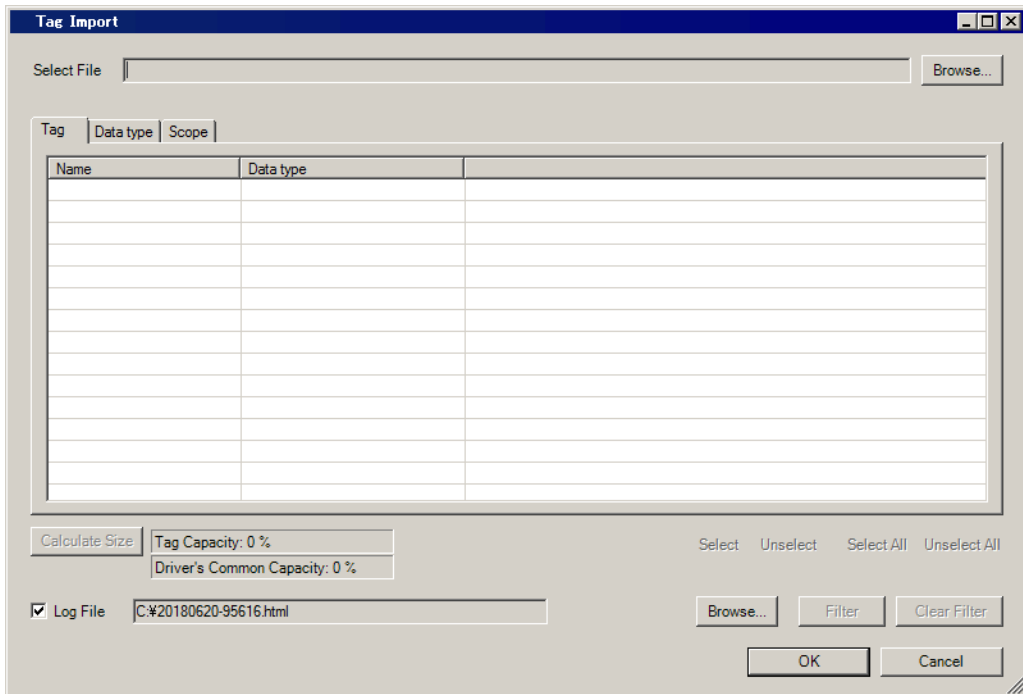 Tag Import
Select File Browse...
Tag Data type Scope
Name Data type
Calculate Size Tag Capacity: 0 % Select Unselect Select All Unselect All
Driver's Common Capacity: 0 %
Log File C:¥20180620-95616.html Browse... Filter Clear Filter
OK Cancel